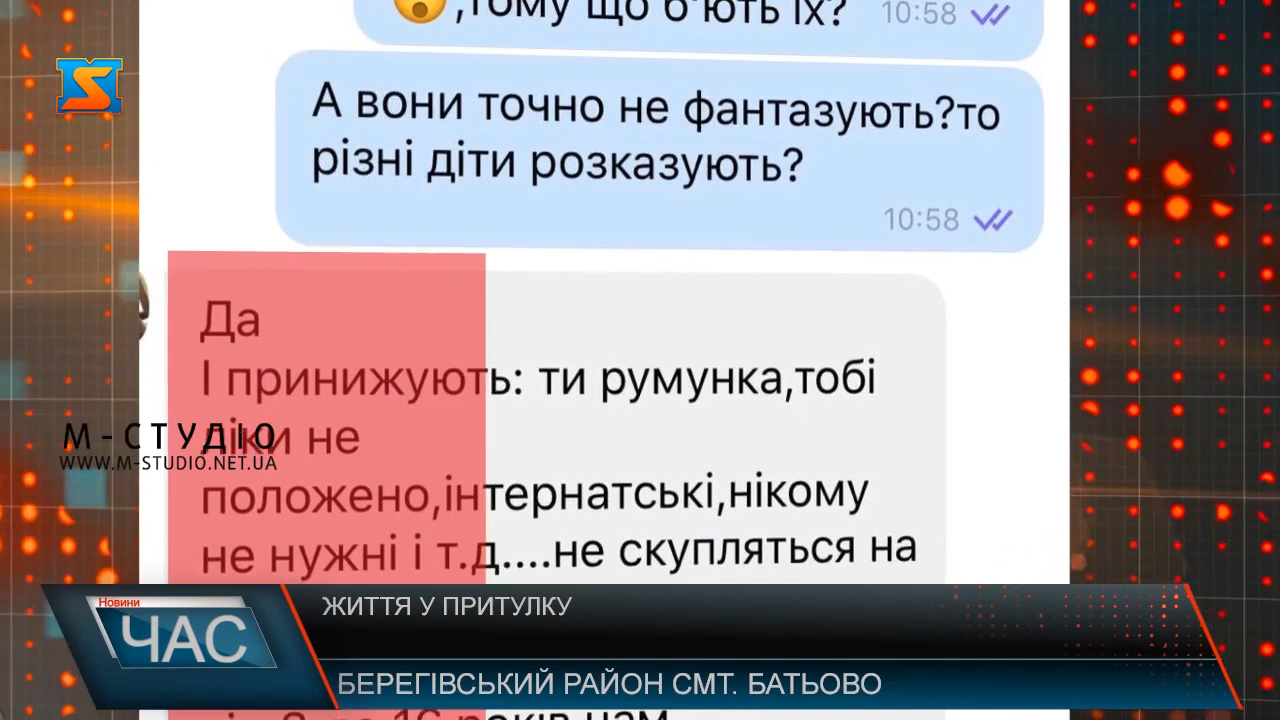 ,тому що б'ють їх? 10:58
А вони точно не фантазують?то
різні діти розказують?
10:58
Да
І принижують: ти румунка,тобі
ліки не
положено,інтернатські,нікому
не нужні і т.д....не скупляться на
М-СТУДІО
WWW.M-STUDIO.NET.UA
Новини
ЧАС
ЖИТТЯ У ПРИТУЛКУ
БЕРЕГІВСЬКИЙ РАЙОН СМТ. БАТЬОВО